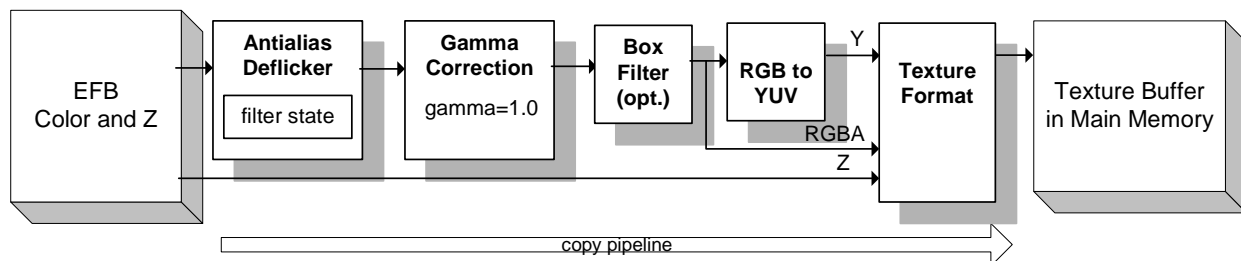 EFB
Color and Z
Antialias
Deflicker
filter state
Gamma
Correction
gamma=1.0
Box
Filter
(opt.)
RGB to
YUV
Y
RGBA
Z
Texture
Format
Texture Buffer
in Main Memory
copy pipeline